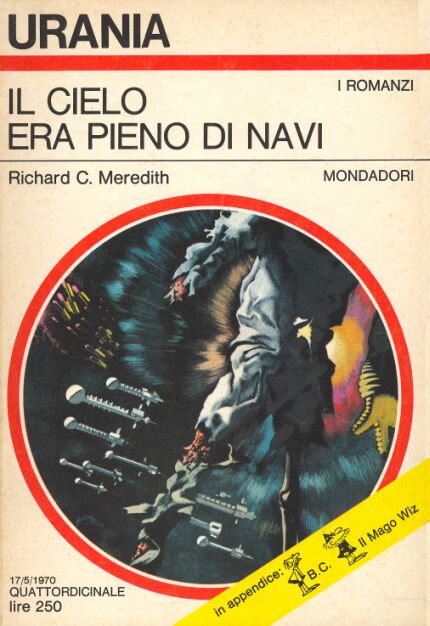 URANIA
I ROMANZI
IL CIELO
ERA PIENO DI NAVI
Richard C. Meredith
MONDADORI
17/5/1970
QUATTORDICINALE
lire 250
in appendice:
B.C.
Il Mago Wiz